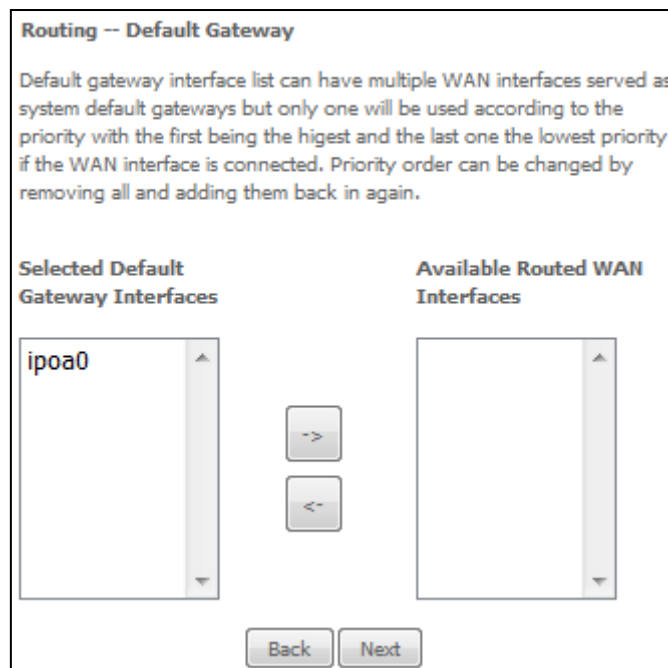 Routing -- Default Gateway
Default gateway interface list can have multiple WAN interfaces served as
system default gateways but only one will be used according to the
priority with the first being the higest and the last one the lowest priority
if the WAN interface is connected. Priority order can be changed by
removing all and adding them back in again.
Selected Default
Gateway Interfaces
Available Routed WAN
Interfaces
ipoa0
->
<-
Back
Next